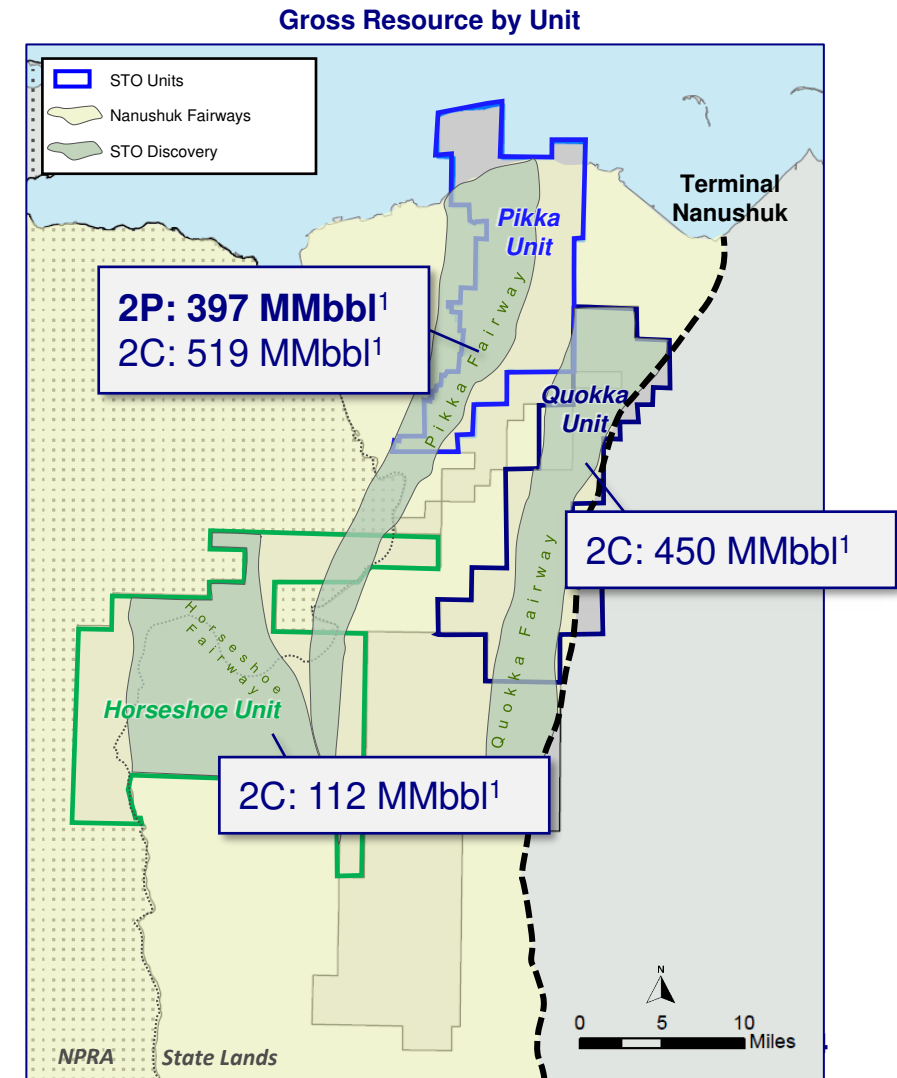 Gross Resource by Unit
STO Units
Nanushuk Fairways
STO Discovery
Terminal
Nanushuk
Pikka
Unit
2P: 397 MMbbl¹
2C: 519 MMbbl¹
Pikka Fairway
Quokka
Unit
2C: 450 MMbbl¹
Quokka Fairway
Horseshoe
Fairway
Horseshoe Unit
2C: 112 MMbbl¹
N
0 5 10
Miles
NPRA State Lands